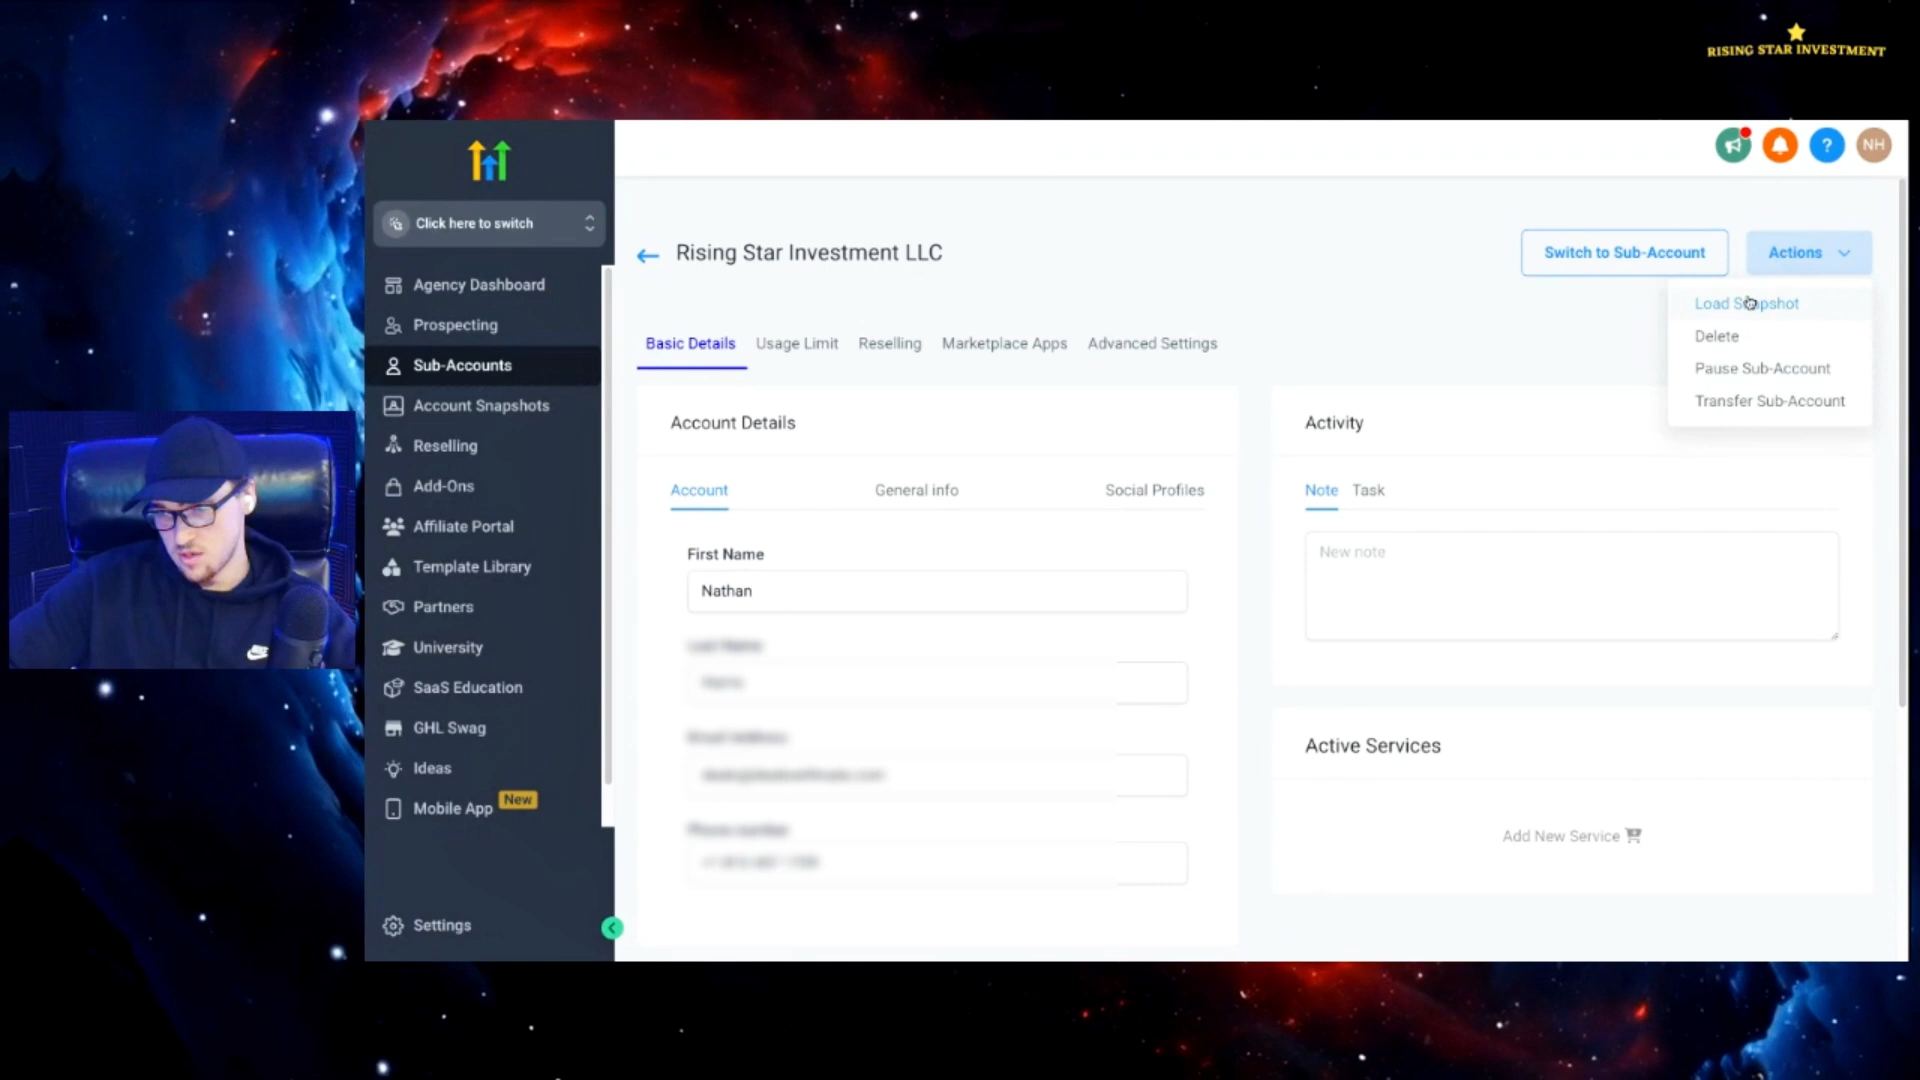 RISING STAR INVESTMENT
NH
Click here to switch
Agency Dashboard
Prospecting
Sub-Accounts
Account Snapshots
Reselling
Add-Ons
Affiliate Portal
Template Library
Partners
University
SaaS Education
GHL Swag
Ideas
Mobile App New
Settings
Rising Star Investment LLC
Switch to Sub-Account
Actions
Load Snapshot
Delete
Pause Sub-Account
Transfer Sub-Account
Basic Details Usage Limit Reselling Marketplace Apps Advanced Settings
Account Details
Account General info Social Profiles
First Name
Nathan
Activity
Note Task
New note
Active Services
Add New Service